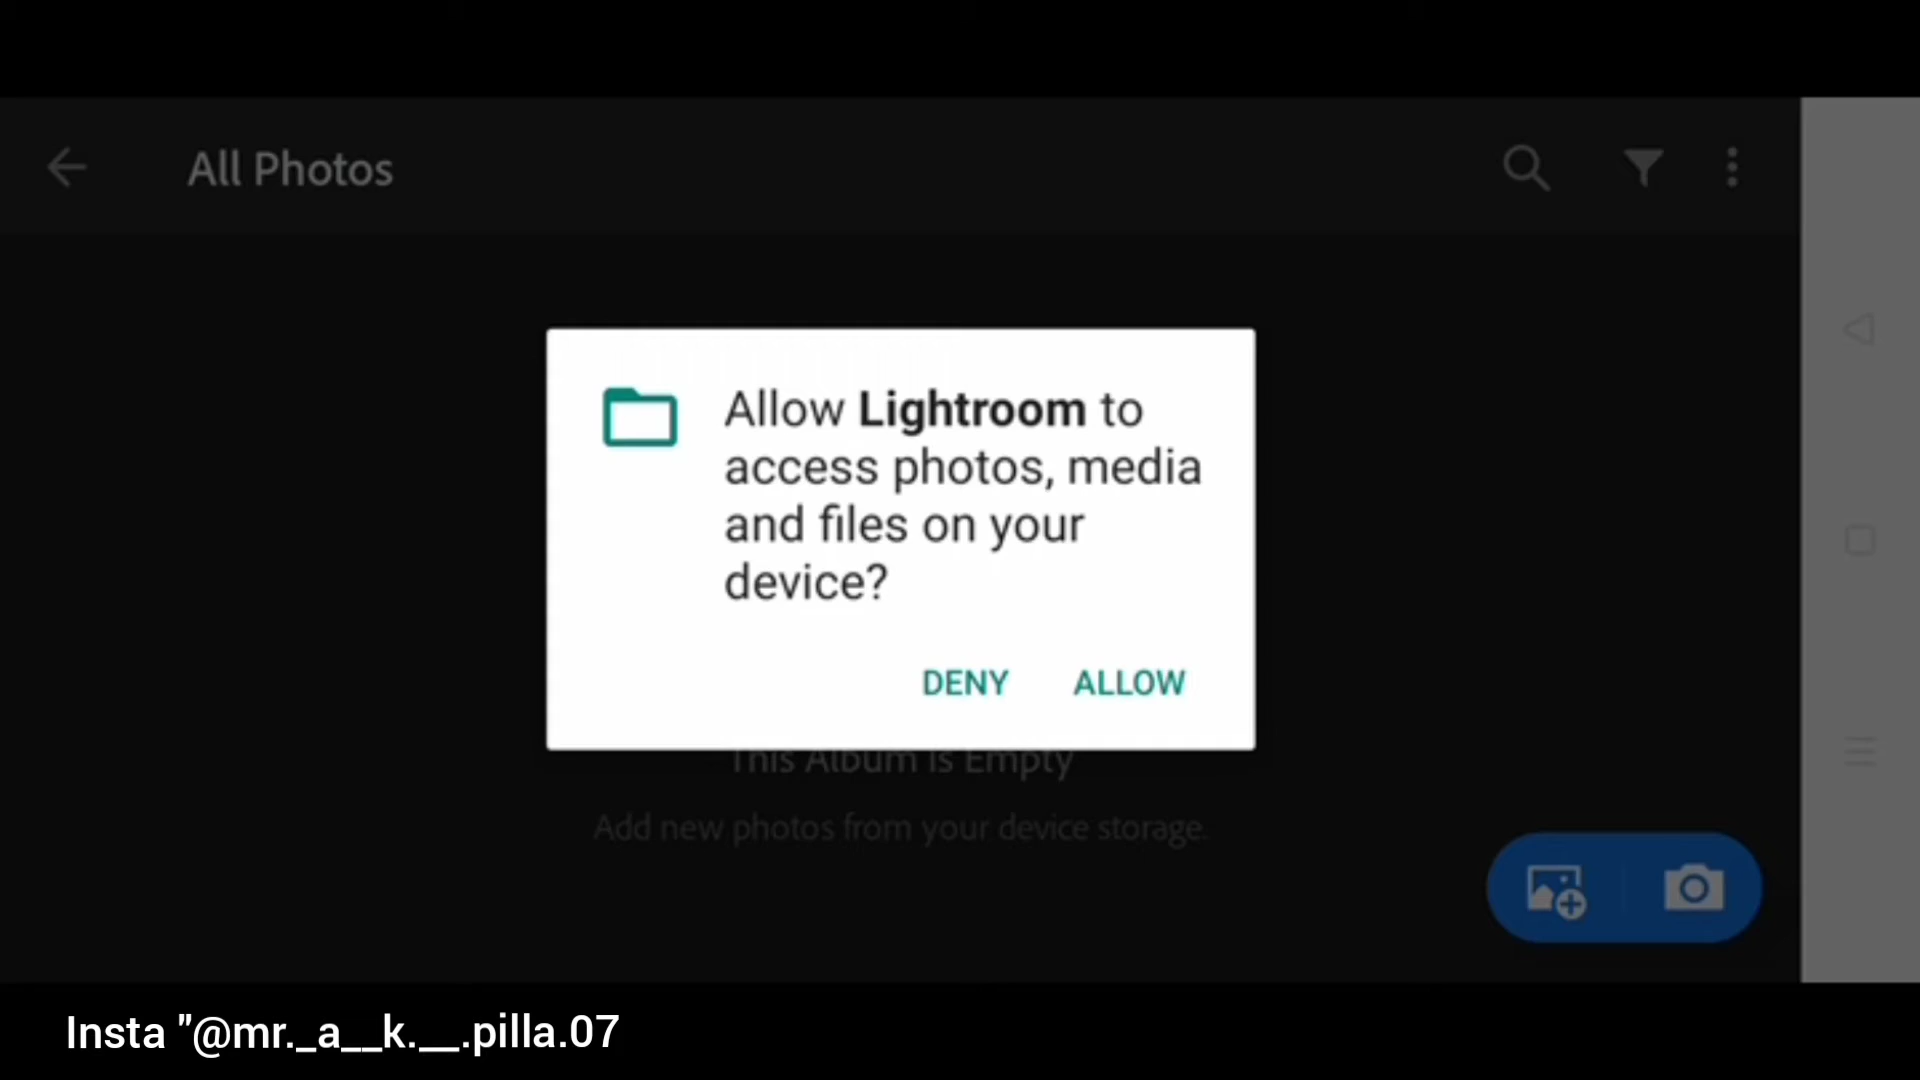 All Photos
Allow Lightroom to
access photos, media
and files on your
device?
DENY ALLOW
This Album is Empty
Add new photos from your device storage.
Insta "@mr._a__k.__.pilla.07